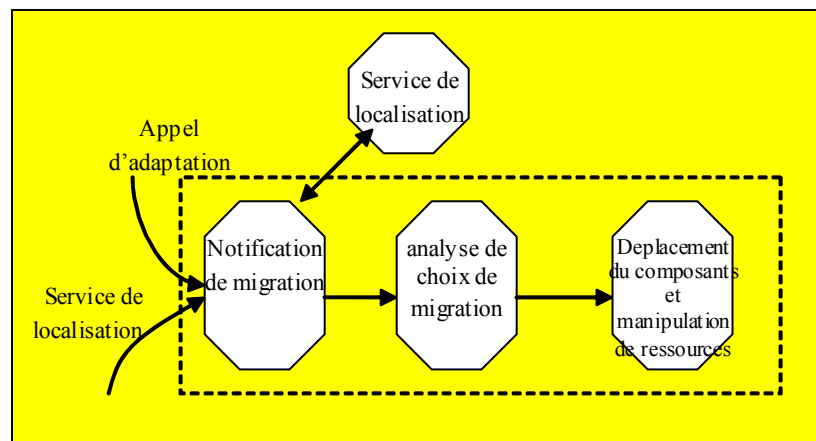 Service de
localisation
Appel
d'adaptation
Notification
de migration
analyse de
choix de
migration
Deplacement
du composants
et
manipulation
de ressources
Service de
localisation